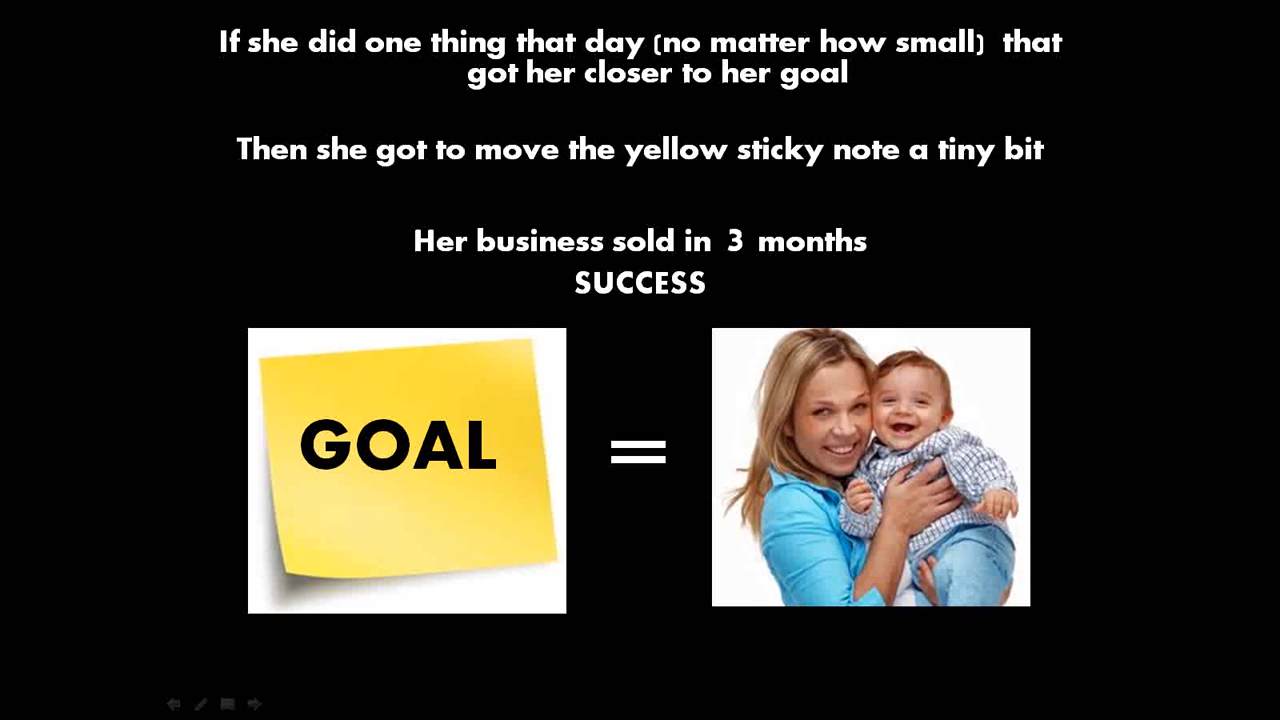 If she did one thing that day (no matter how small) that
got her closer to her goal
Then she got to move the yellow sticky note a tiny bit
Her business sold in 3 months
SUCCESS
GOAL
=